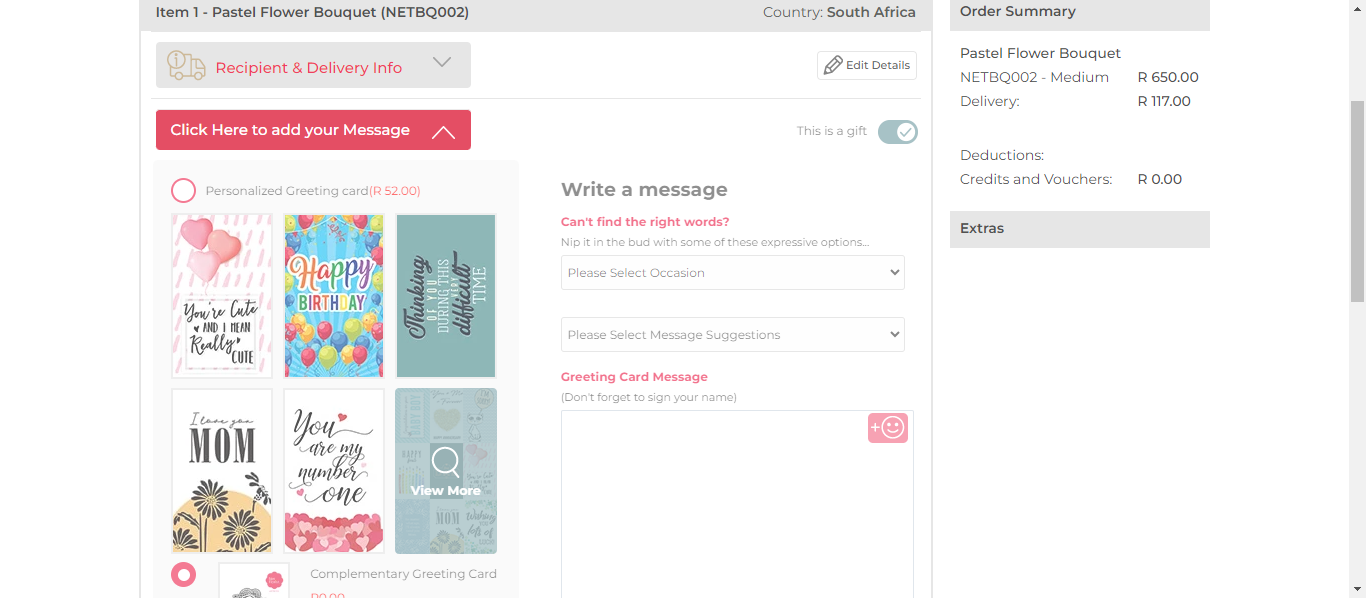 Item 1 - Pastel Flower Bouquet (NETBQ002)
Country: South Africa
Recipient & Delivery Info
Edit Details
Click Here to add your Message
This is a gift
Personalized Greeting card(R 52.00)
You're Cute
AND I MEAN
Really
CUTE
Happy
BIRTHDAY
Thinking
OF YOU
DURING THIS
VERY
difficult
TIME
I love you
MOM
You
are my
number
one
View More
Complementary Greeting Card
R0.00
Write a message
Can't find the right words?
Nip it in the bud with some of these expressive options...
Please Select Occasion
Please Select Message Suggestions
Greeting Card Message
(Don't forget to sign your name)
Order Summary
Pastel Flower Bouquet
NETBQ002 - Medium R 650.00
Delivery: R 117.00
Deductions:
Credits and Vouchers: R 0.00
Extras